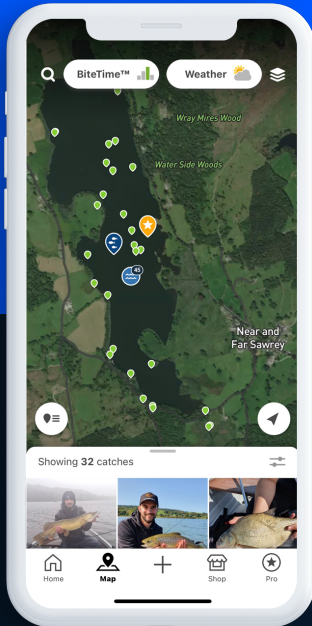 BiteTime™
Weather
Wray Mires Wood
Water Side Woods
45
Near and
Far Sawrey
Showing 32 catches
Home
Map
Shop
Pro